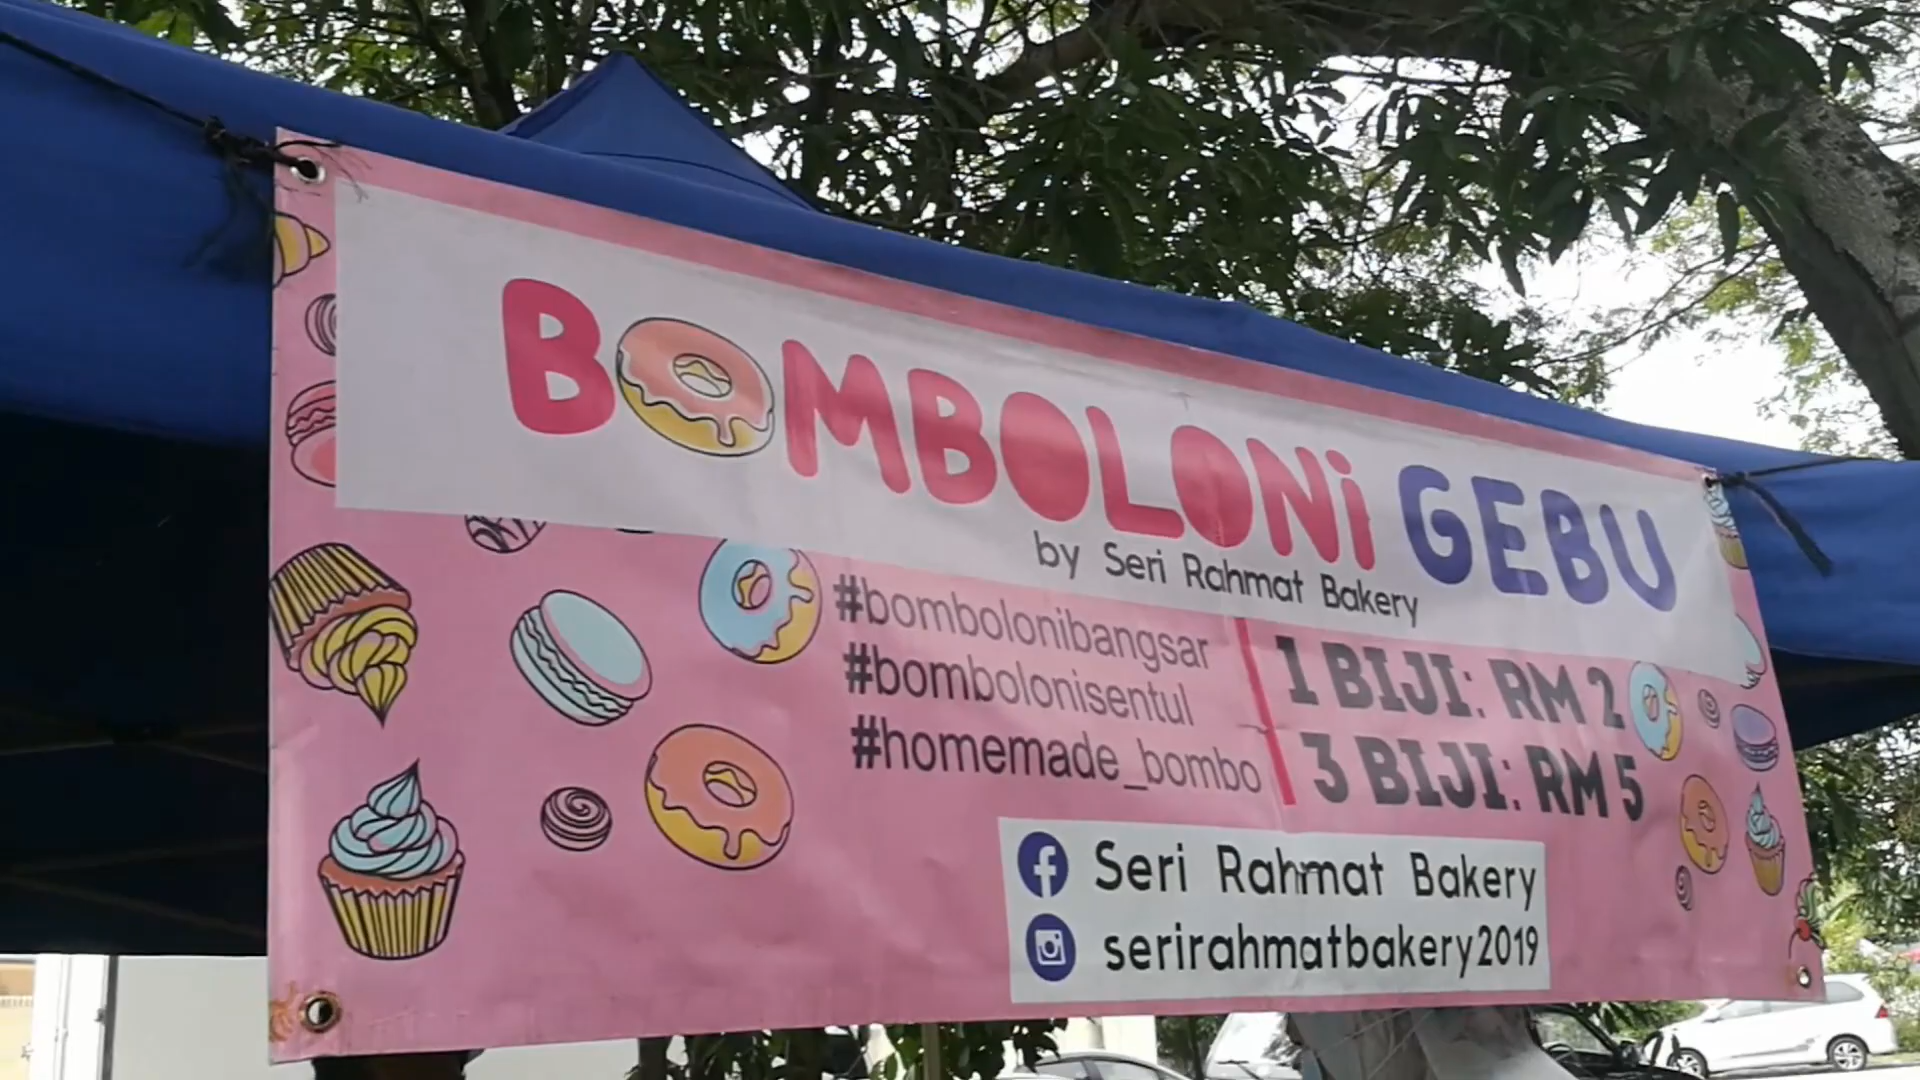 BOMBOLONi GEBU
by Seri Rahmat Bakery
#bombolonibangsar
#bombolonisentul
#homemade_bombo
1 BIJI: RM 2
3 BIJI: RM 5
Seri Rahmat Bakery
serirahmatbakery2019